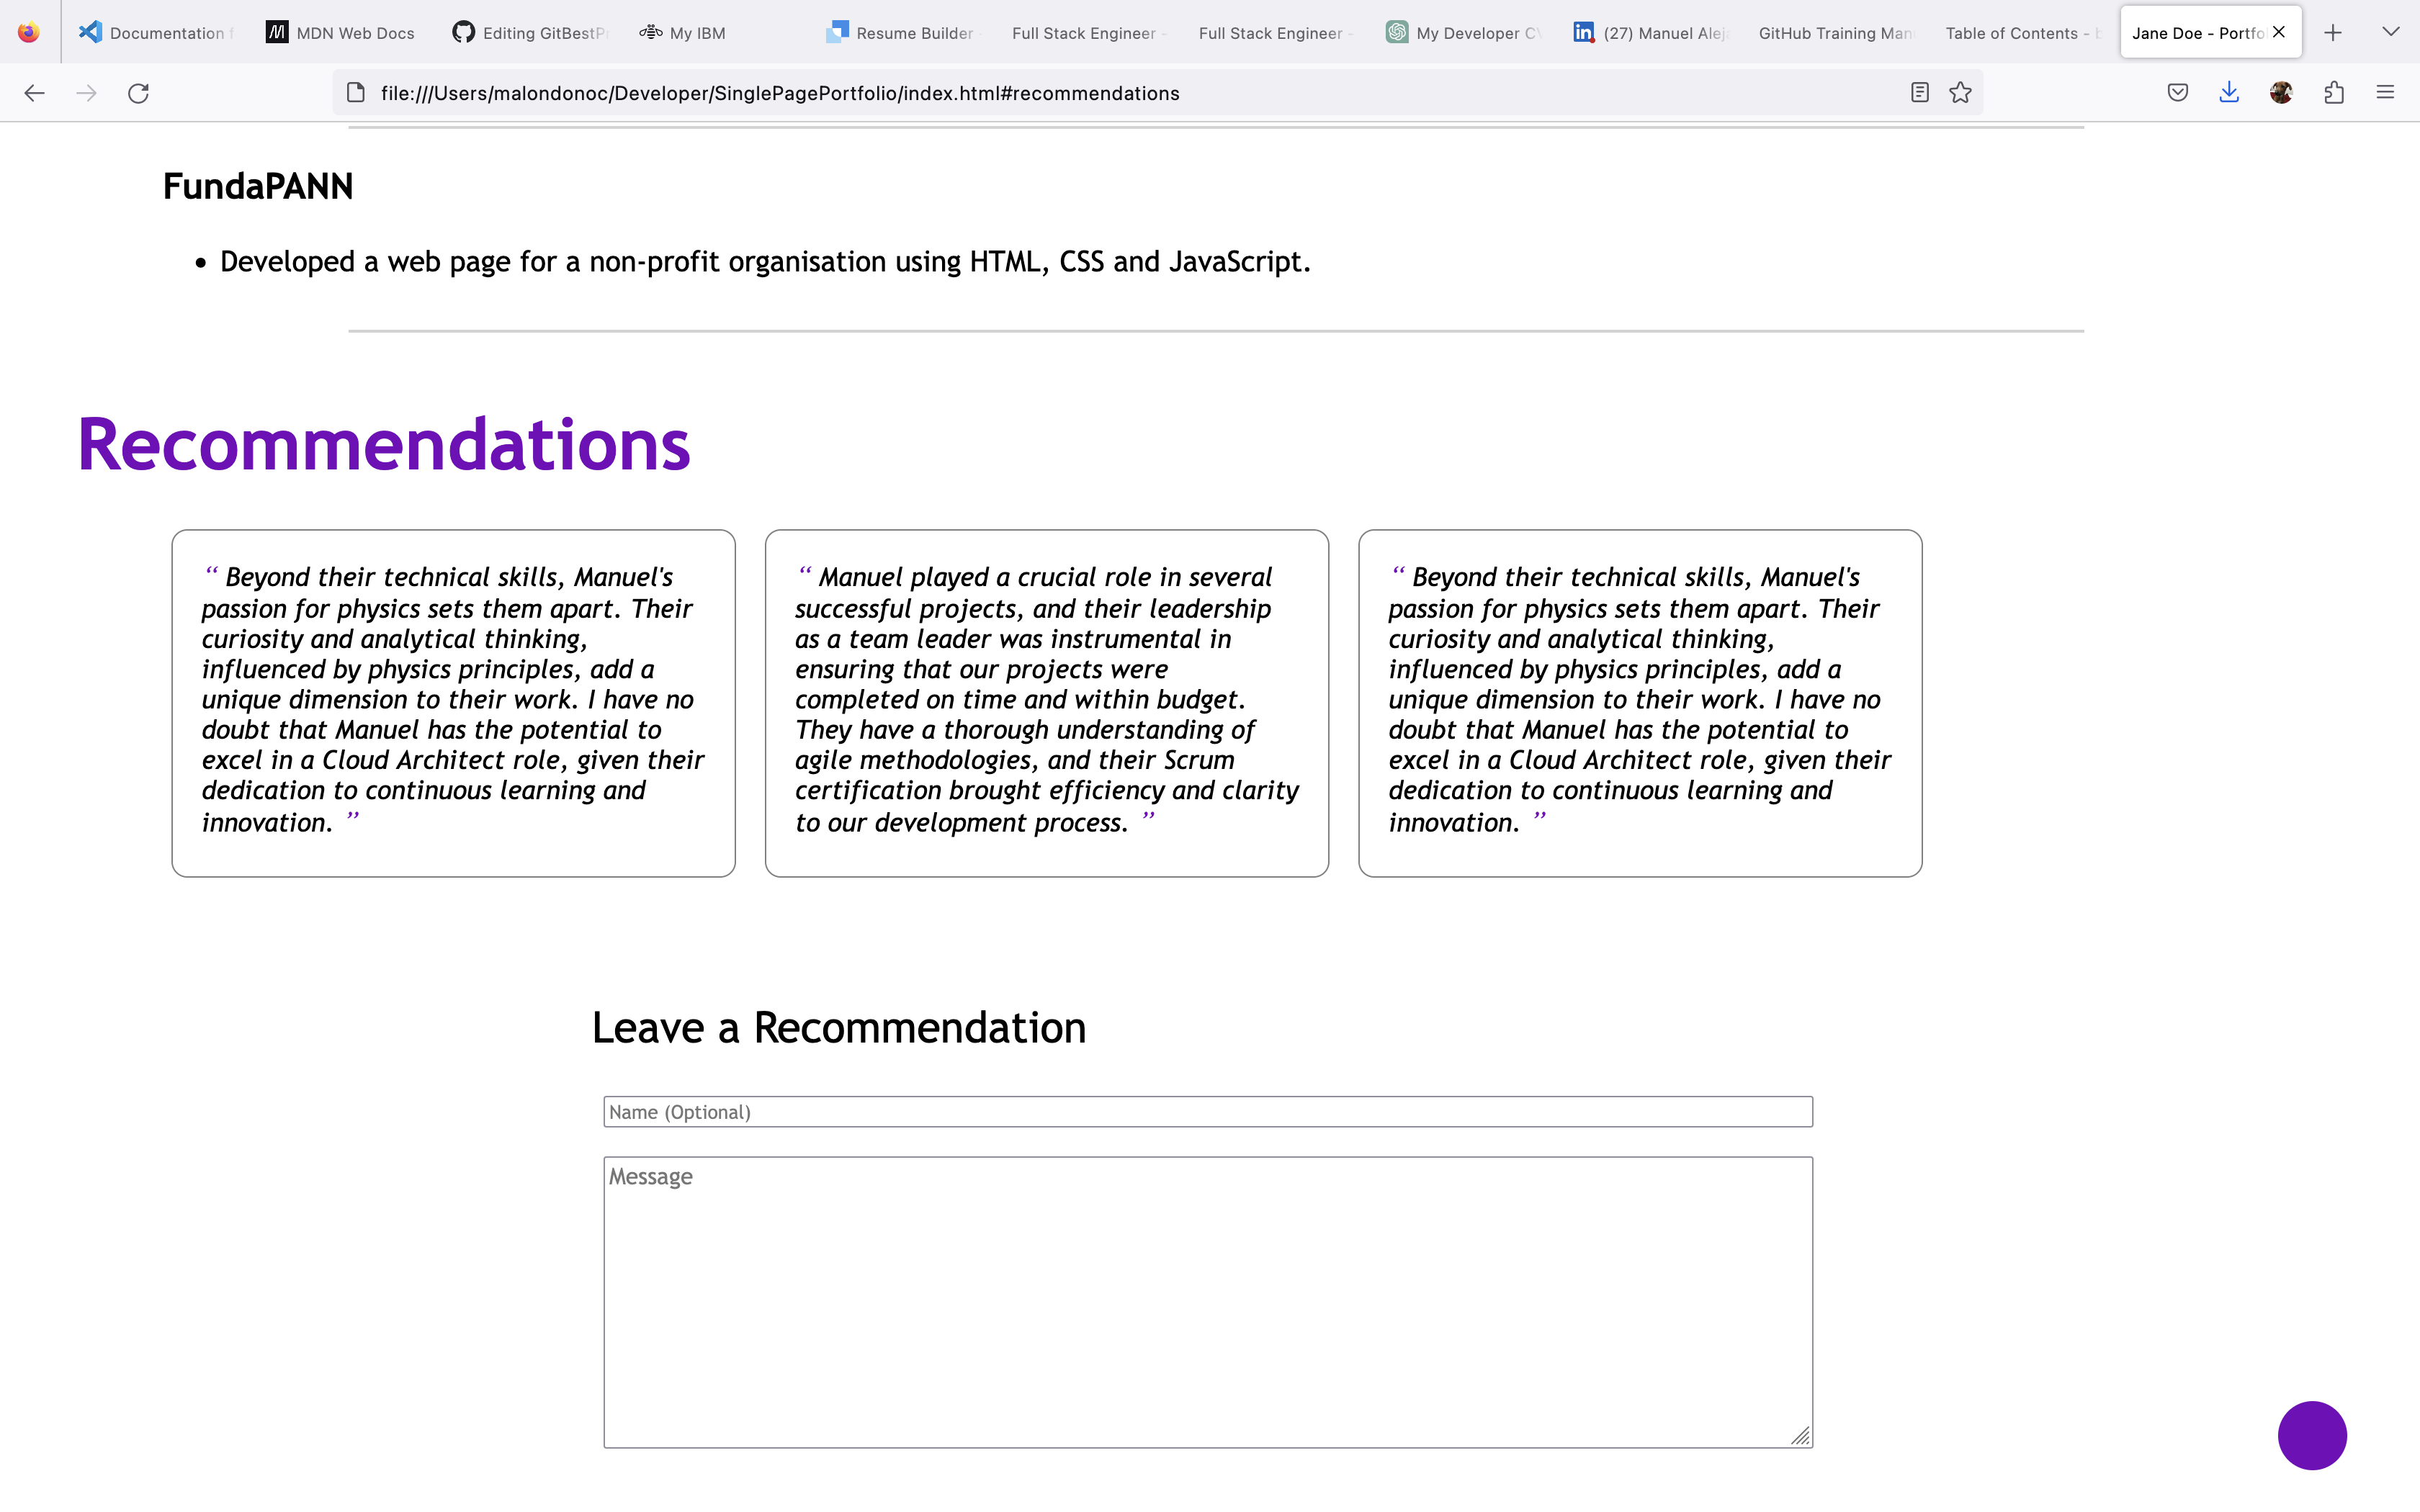 Documentation f
MDN Web Docs
Editing GitBestPr
My IBM
Resume Builder -
Full Stack Engineer -
Full Stack Engineer -
My Developer CV
(27) Manuel Alej
GitHub Training Man
Table of Contents - b
Jane Doe - Portfo
file:///Users/malondonoc/Developer/SinglePagePortfolio/index.html#recommendations
FundaPANN
• Developed a web page for a non-profit organisation using HTML, CSS and JavaScript.
Recommendations
“ Beyond their technical skills, Manuel's
passion for physics sets them apart. Their
curiosity and analytical thinking,
influenced by physics principles, add a
unique dimension to their work. I have no
doubt that Manuel has the potential to
excel in a Cloud Architect role, given their
dedication to continuous learning and
innovation. ”
“ Manuel played a crucial role in several
successful projects, and their leadership
as a team leader was instrumental in
ensuring that our projects were
completed on time and within budget.
They have a thorough understanding of
agile methodologies, and their Scrum
certification brought efficiency and clarity
to our development process. ”
“ Beyond their technical skills, Manuel's
passion for physics sets them apart. Their
curiosity and analytical thinking,
influenced by physics principles, add a
unique dimension to their work. I have no
doubt that Manuel has the potential to
excel in a Cloud Architect role, given their
dedication to continuous learning and
innovation. ”
Leave a Recommendation
Name (Optional)
Message